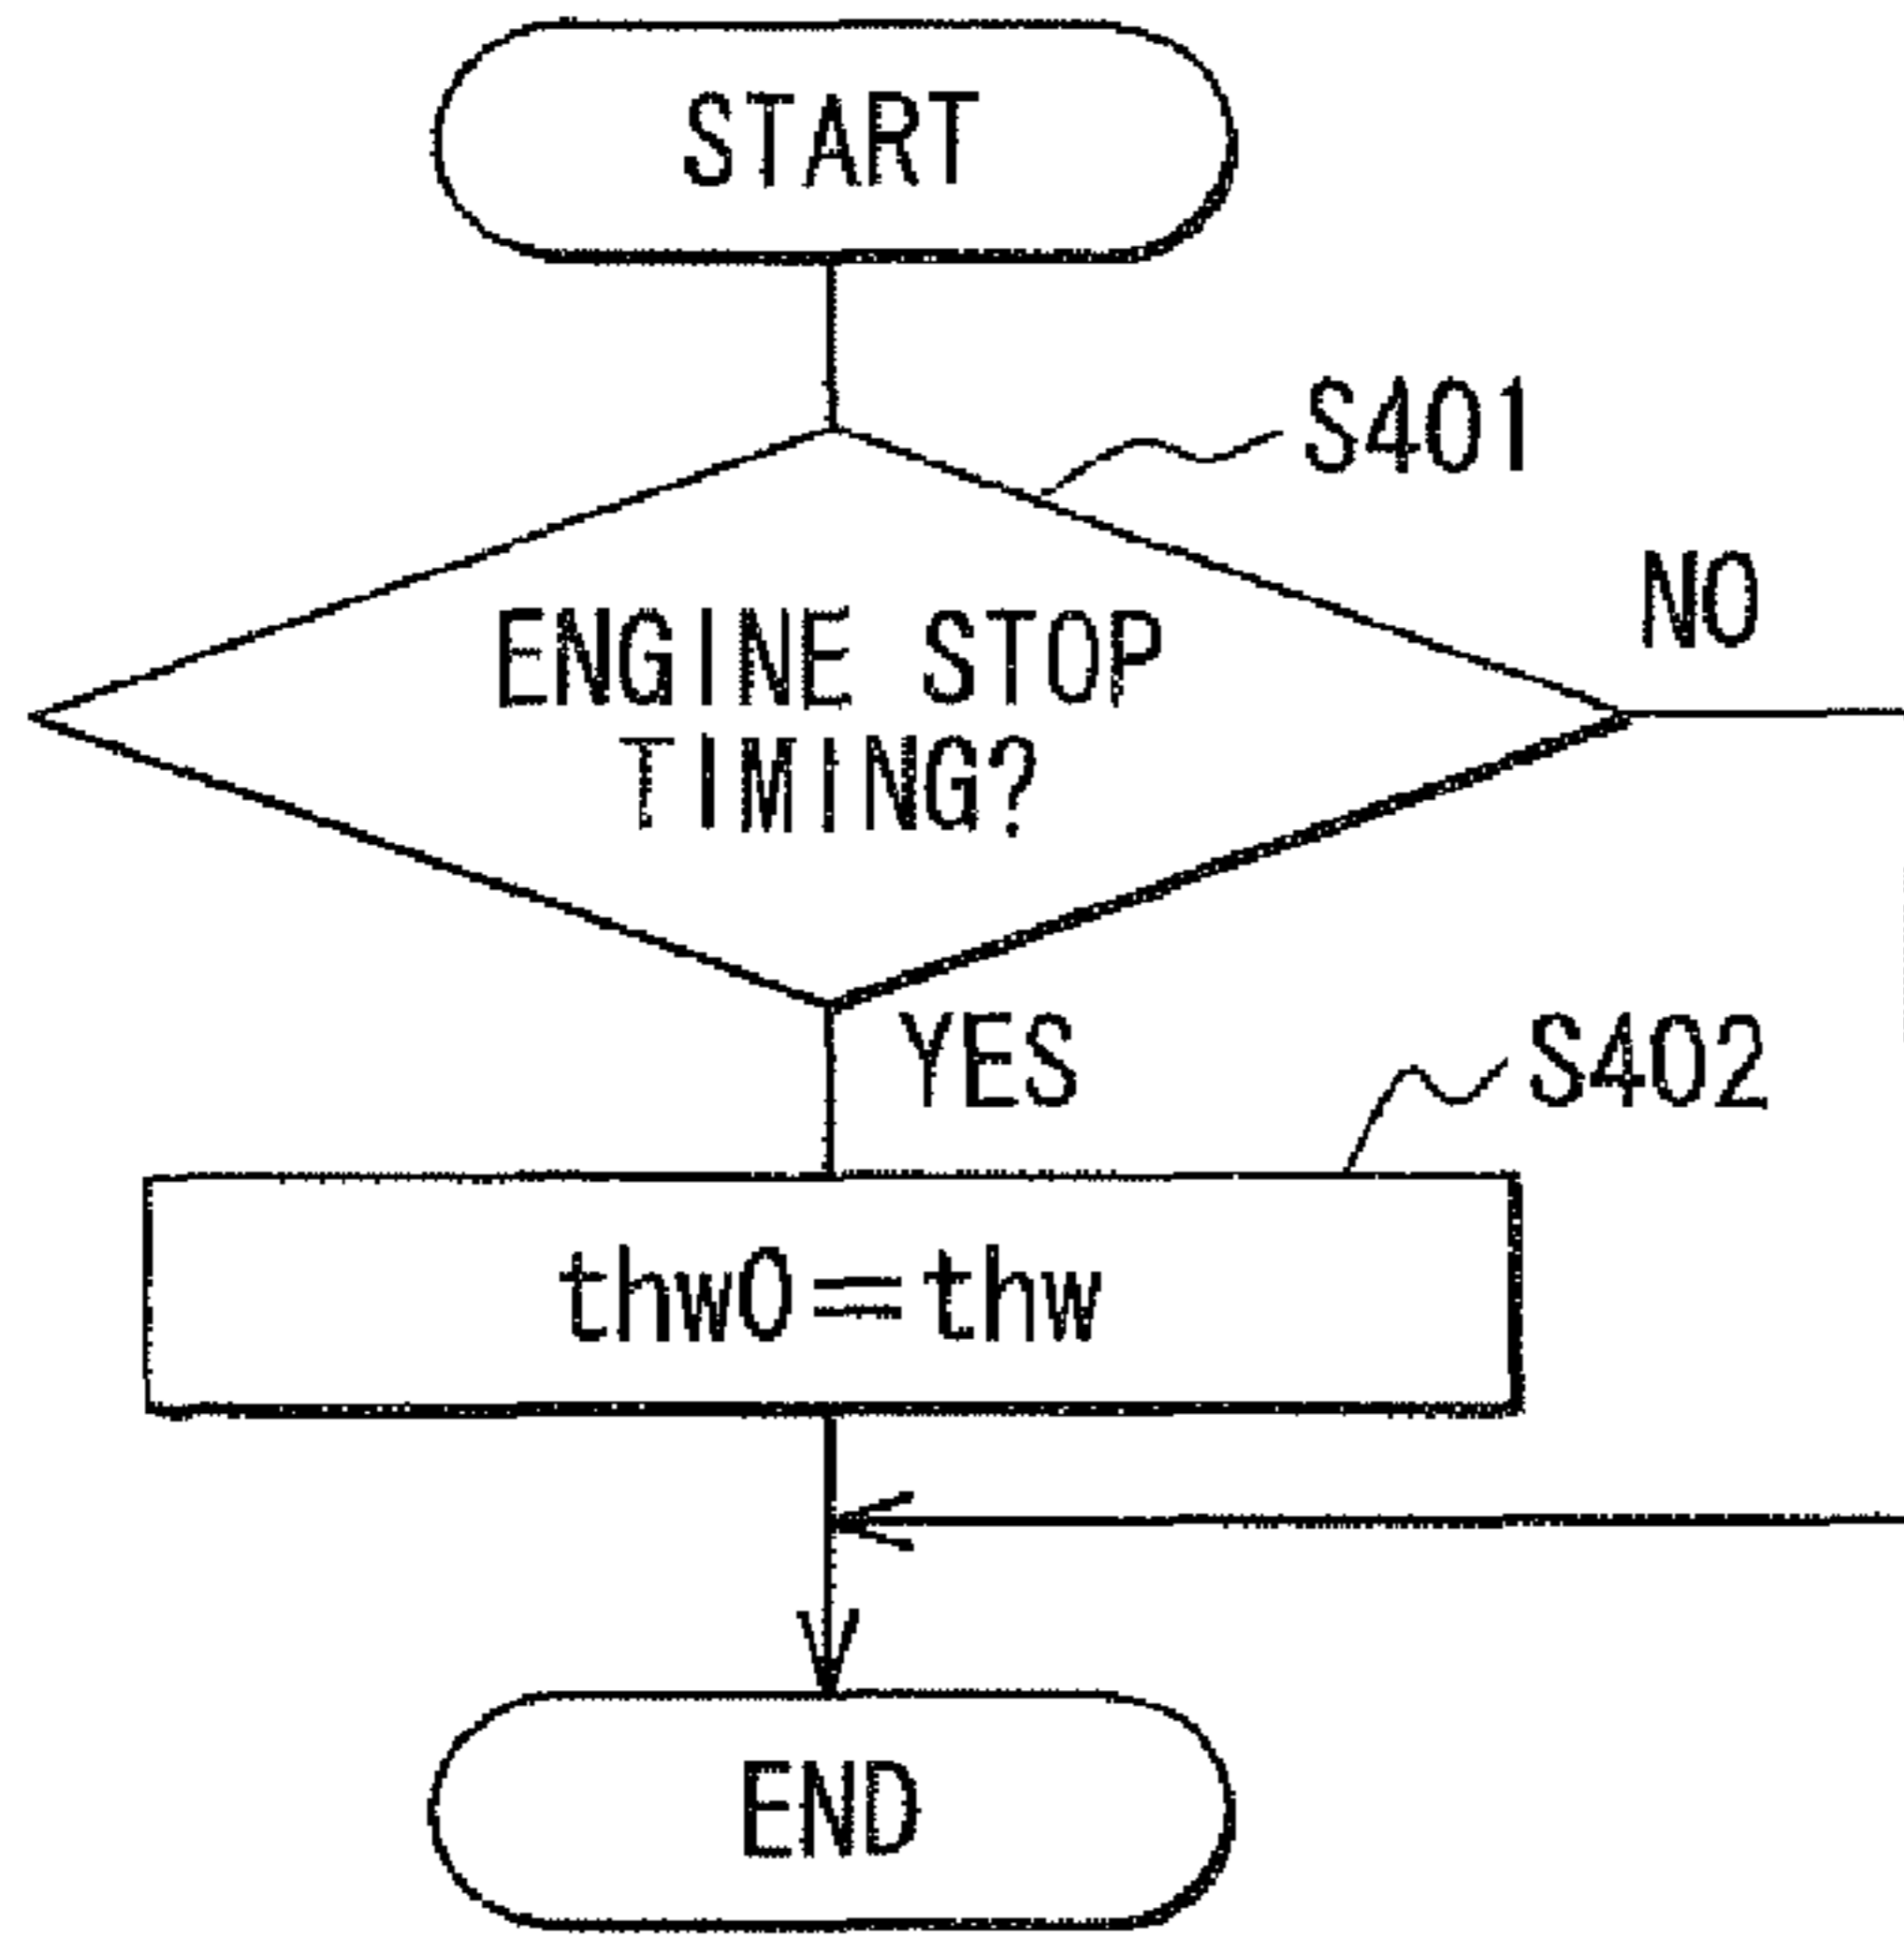 START
S401
NO
ENGINE STOP
TIMING?
YES
S402
thw0=thw
END